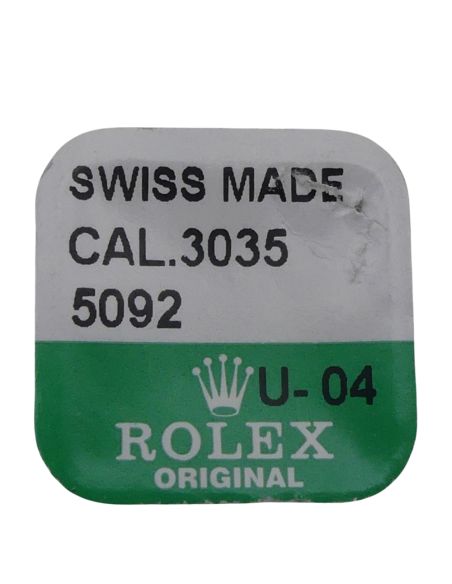 SWISS MADE
CAL.3035
5092
U- 04
ROLEX
ORIGINAL